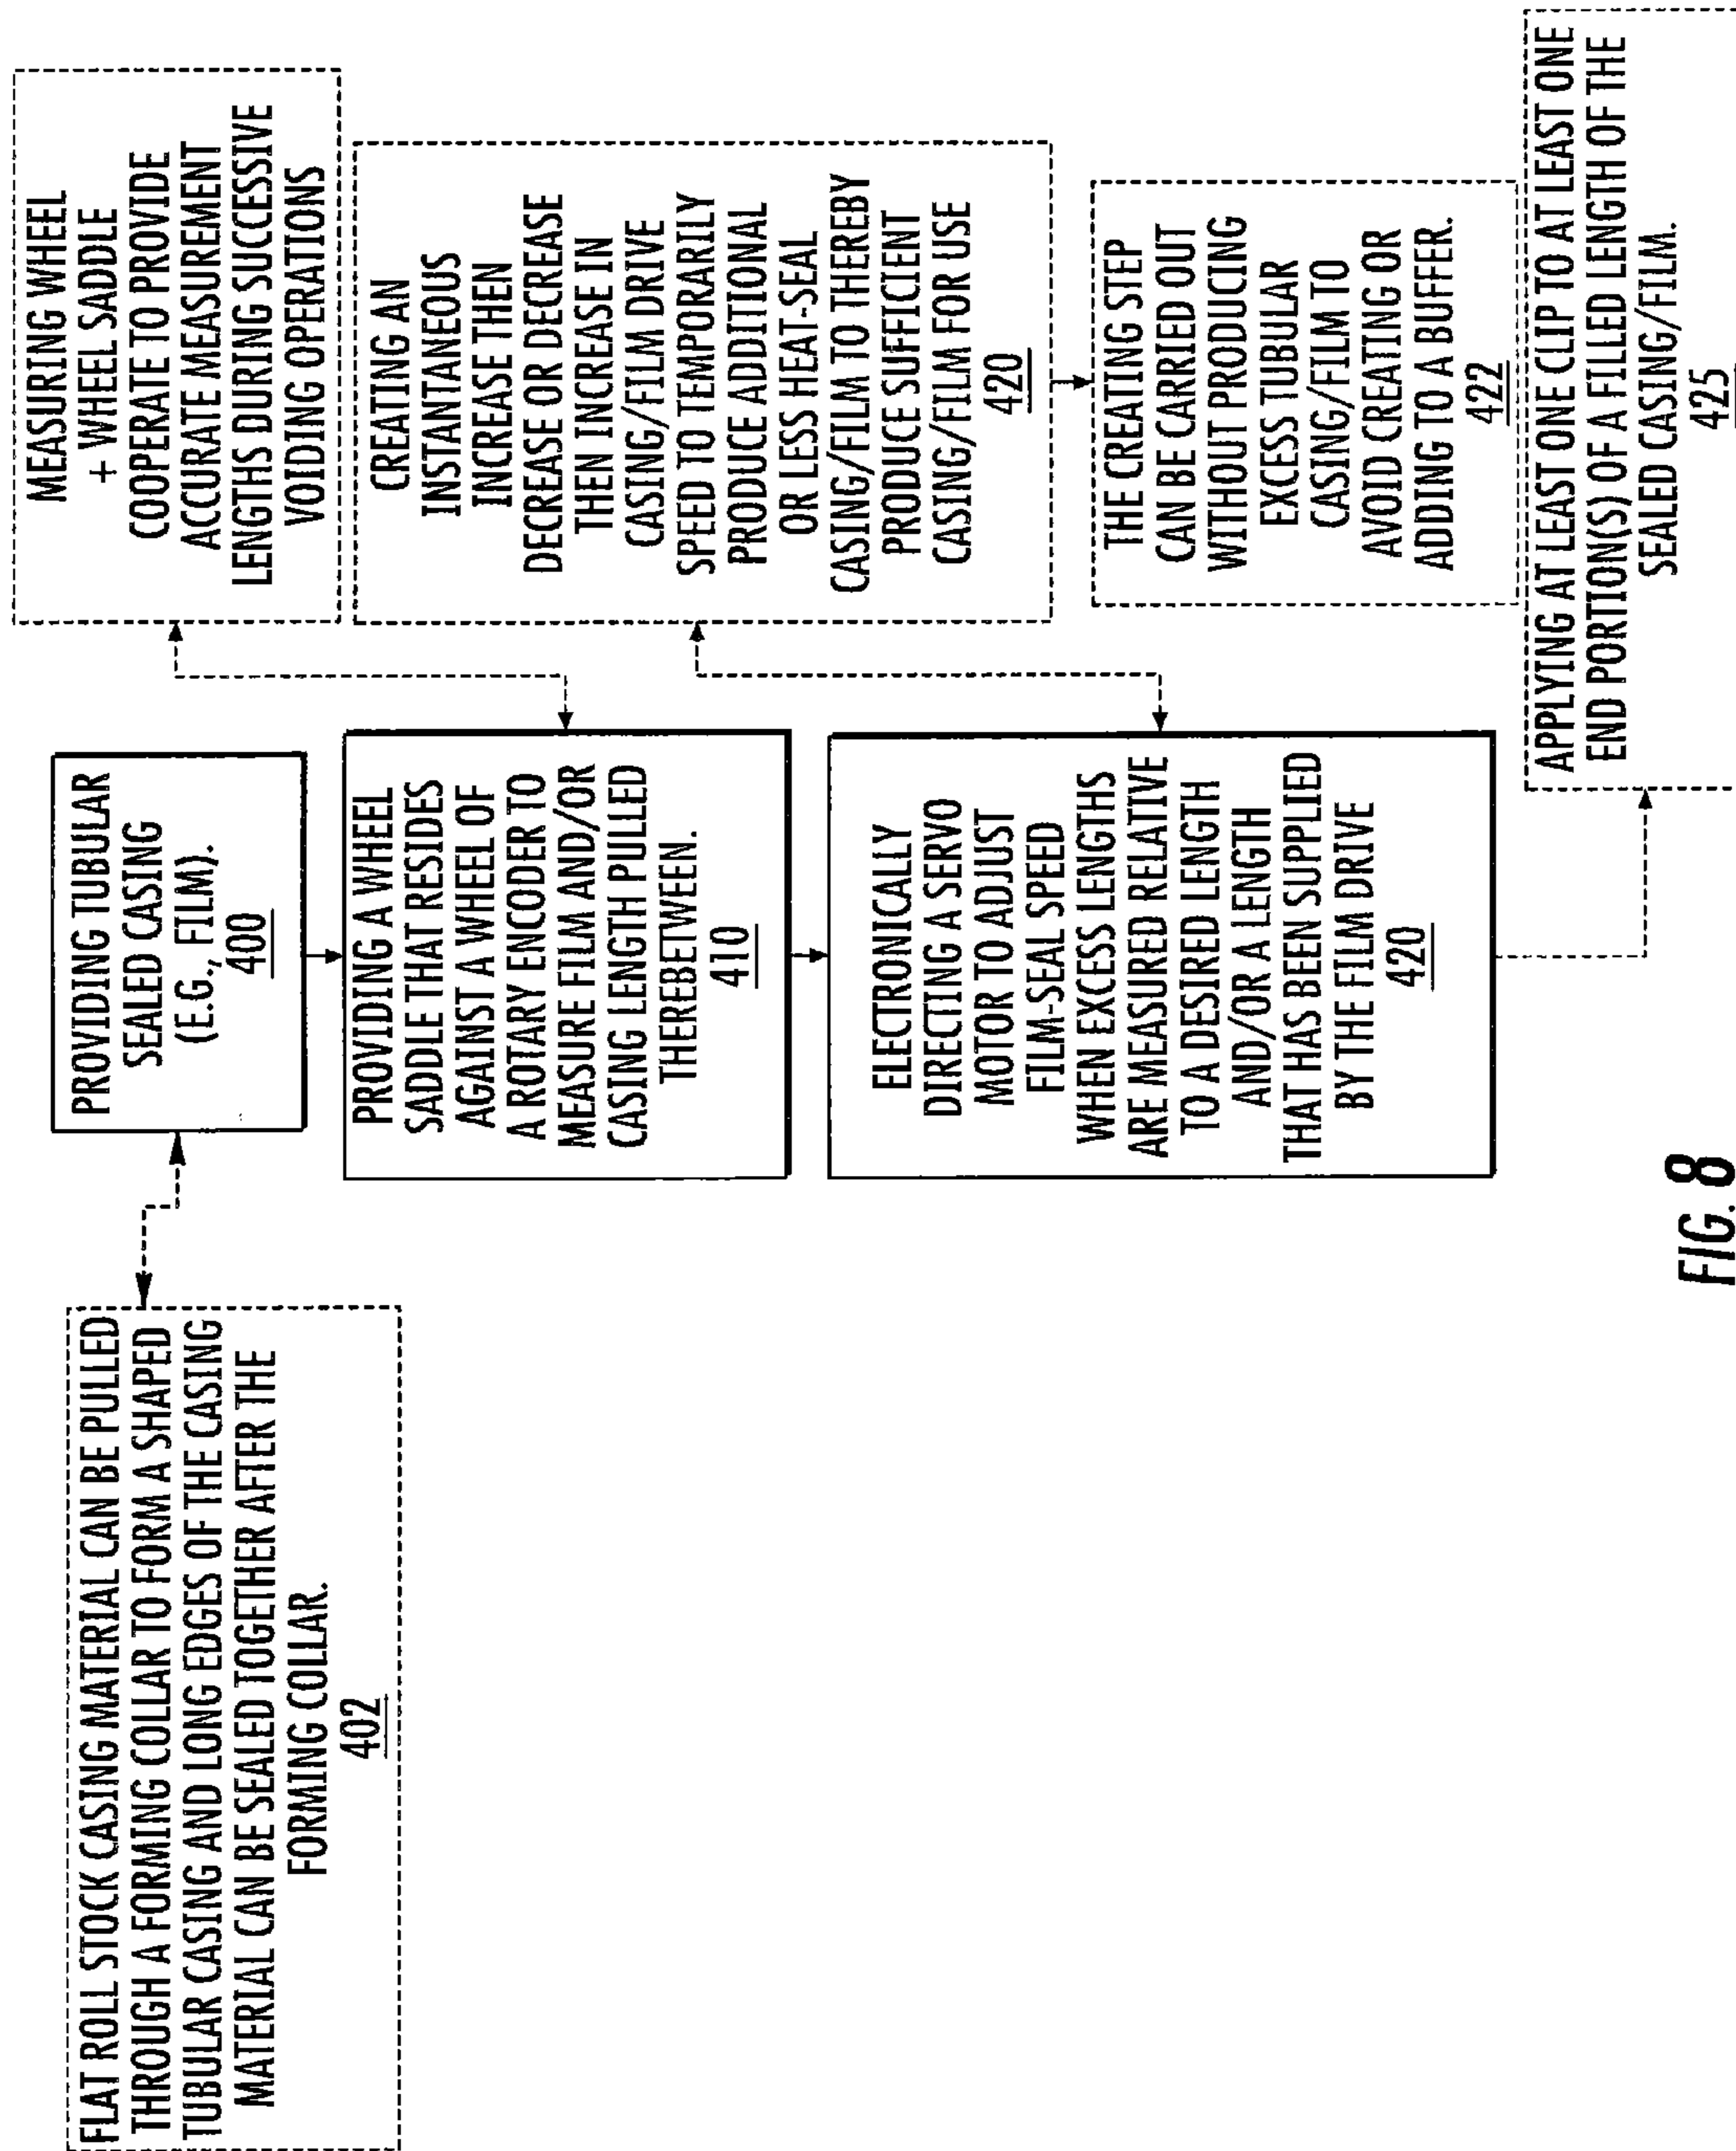 FLAT ROLL STOCK CASING MATERIAL CAN BE PULLED
THROUGH A FORMING COLLAR TO FORM A SHAPED
TUBULAR CASING AND LONG EDGES OF THE CASING
MATERIAL CAN BE SEALED TOGETHER AFTER THE
FORMING COLLAR.
402
PROVIDING TUBULAR
SEALED CASING
(E.G., FILM).
400
PROVIDING A WHEEL
SADDLE THAT RESIDES
AGAINST A WHEEL OF
A ROTARY ENCODER TO
MEASURE FILM AND/OR
CASING LENGTH PULLED
THEREBETWEEN.
410
ELECTRONICALLY
DIRECTING A SERVO
MOTOR TO ADJUST
FILM-SEAL SPEED
WHEN EXCESS LENGTHS
ARE MEASURED RELATIVE
TO A DESIRED LENGTH
AND/OR A LENGTH
THAT HAS BEEN SUPPLIED
BY THE FILM DRIVE
420
MEASURING WHEEL
+ WHEEL SADDLE
COOPERATE TO PROVIDE
ACCURATE MEASUREMENT
LENGTHS DURING SUCCESSIVE
VOIDING OPERATIONS
CREATING AN
INSTANTANEOUS
INCREASE THEN
DECREASE OR DECREASE
THEN INCREASE IN
CASING/FILM DRIVE
SPEED TO TEMPORARILY
PRODUCE ADDITIONAL
OR LESS HEAT-SEAL
CASING/FILM TO THEREBY
PRODUCE SUFFICIENT
CASING/FILM FOR USE
420
THE CREATING STEP
CAN BE CARRIED OUT
WITHOUT PRODUCING
EXCESS TUBULAR
CASING/FILM TO
AVOID CREATING OR
ADDING TO A BUFFER.
422
APPLYING AT LEAST ONE CLIP TO AT LEAST ONE
END PORTION(S) OF A FILLED LENGTH OF THE
SEALED CASING/FILM.
425
FIG. 8